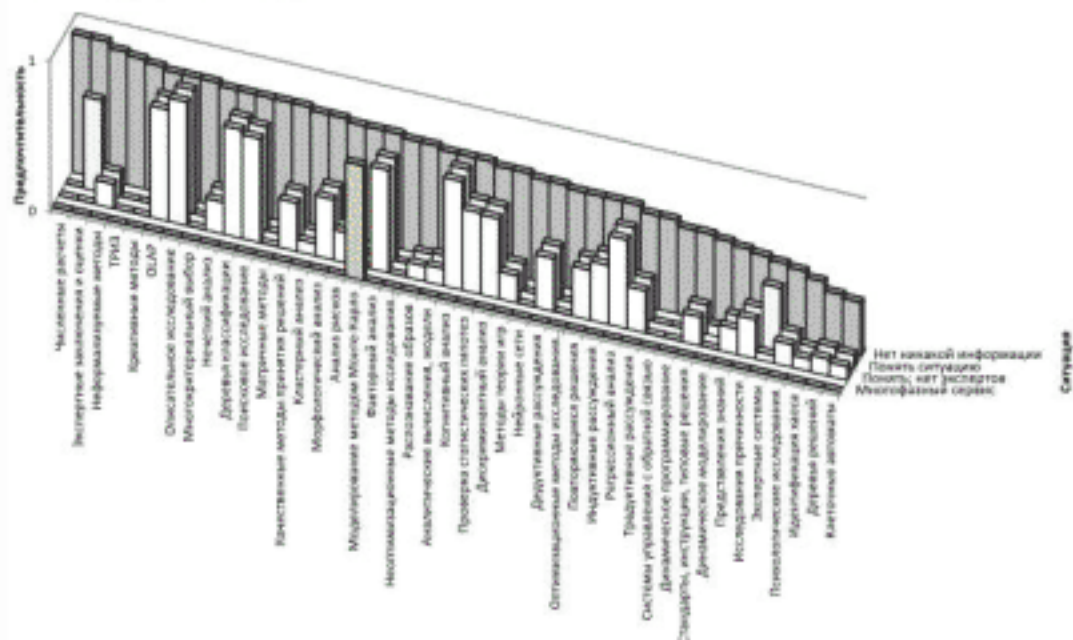 1
Предпочтительность
0
Численные расчеты
Экспертные заключения и оценки
Неформализуемые методы
ТРИЗ
Креативные методы
OLAP
Описательное исследование
Многокритериальный выбор
Нечеткий анализ
Деревья классификации
Поисковое исследование
Матричные методы
Качественные методы принятия решений
Кластерный анализ
Морфологический анализ
Анализ рисков
Моделирование методом Монте-Карло
Факторный анализ
Неоптимизационные методы исследования
Распознавание образов
Аналитические вычисления, модели
Когнитивный анализ
Проверка статистических гипотез
Дискриминантный анализ
Методы теории игр
Нейронные сети
Дедуктивные рассуждения
Оптимизационные методы исследования
Повторяющиеся решения
Индуктивные рассуждения
Регрессионный анализ
Традуктивные рассуждения
Системы управления с обратной связью
Динамическое программирование
Стандарты, инструкции, типовые решения
Динамическое моделирование
Представления знаний
Исследования причинности
Экспертные системы
Психологические исследования
Идентификация класса
Деревья решений
Клеточные автоматы
Нет никакой информации
Понять ситуацию
Понять; нет экспертов
Многофазный сервис
Ситуация